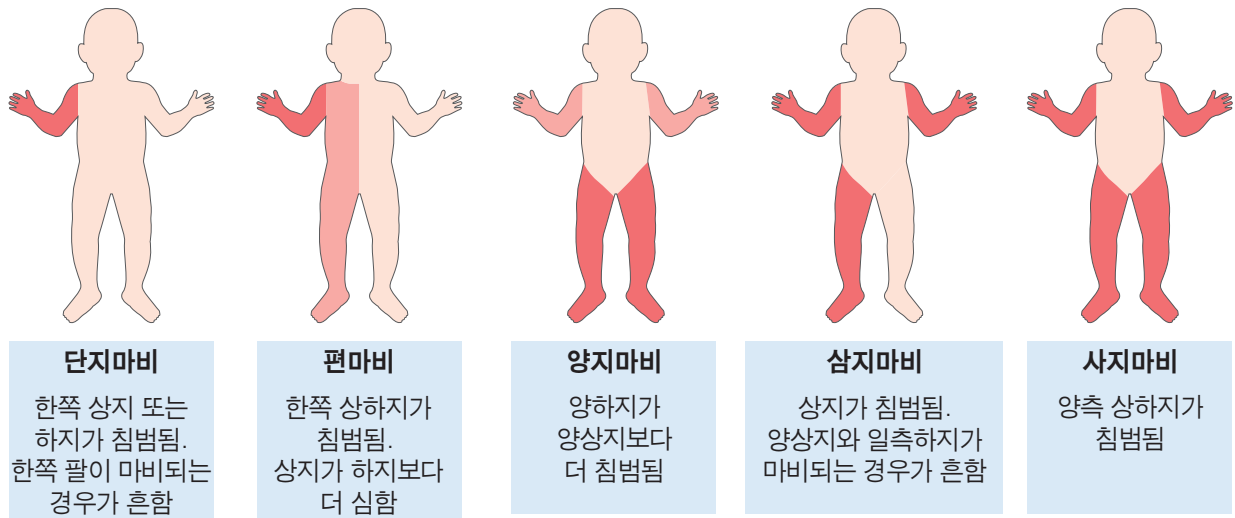 단지마비
한쪽 상지 또는
하지가 침범됨.
한쪽 팔이 마비되는
경우가 흔함
편마비
한쪽 상하지가
침범됨.
상지가 하지보다
더 심함
양지마비
양하지가
양상지보다
더 침범됨
삼지마비
상지가 침범됨.
양상지와 일측하지가
마비되는 경우가 흔함
사지마비
양측 상하지가
침범됨